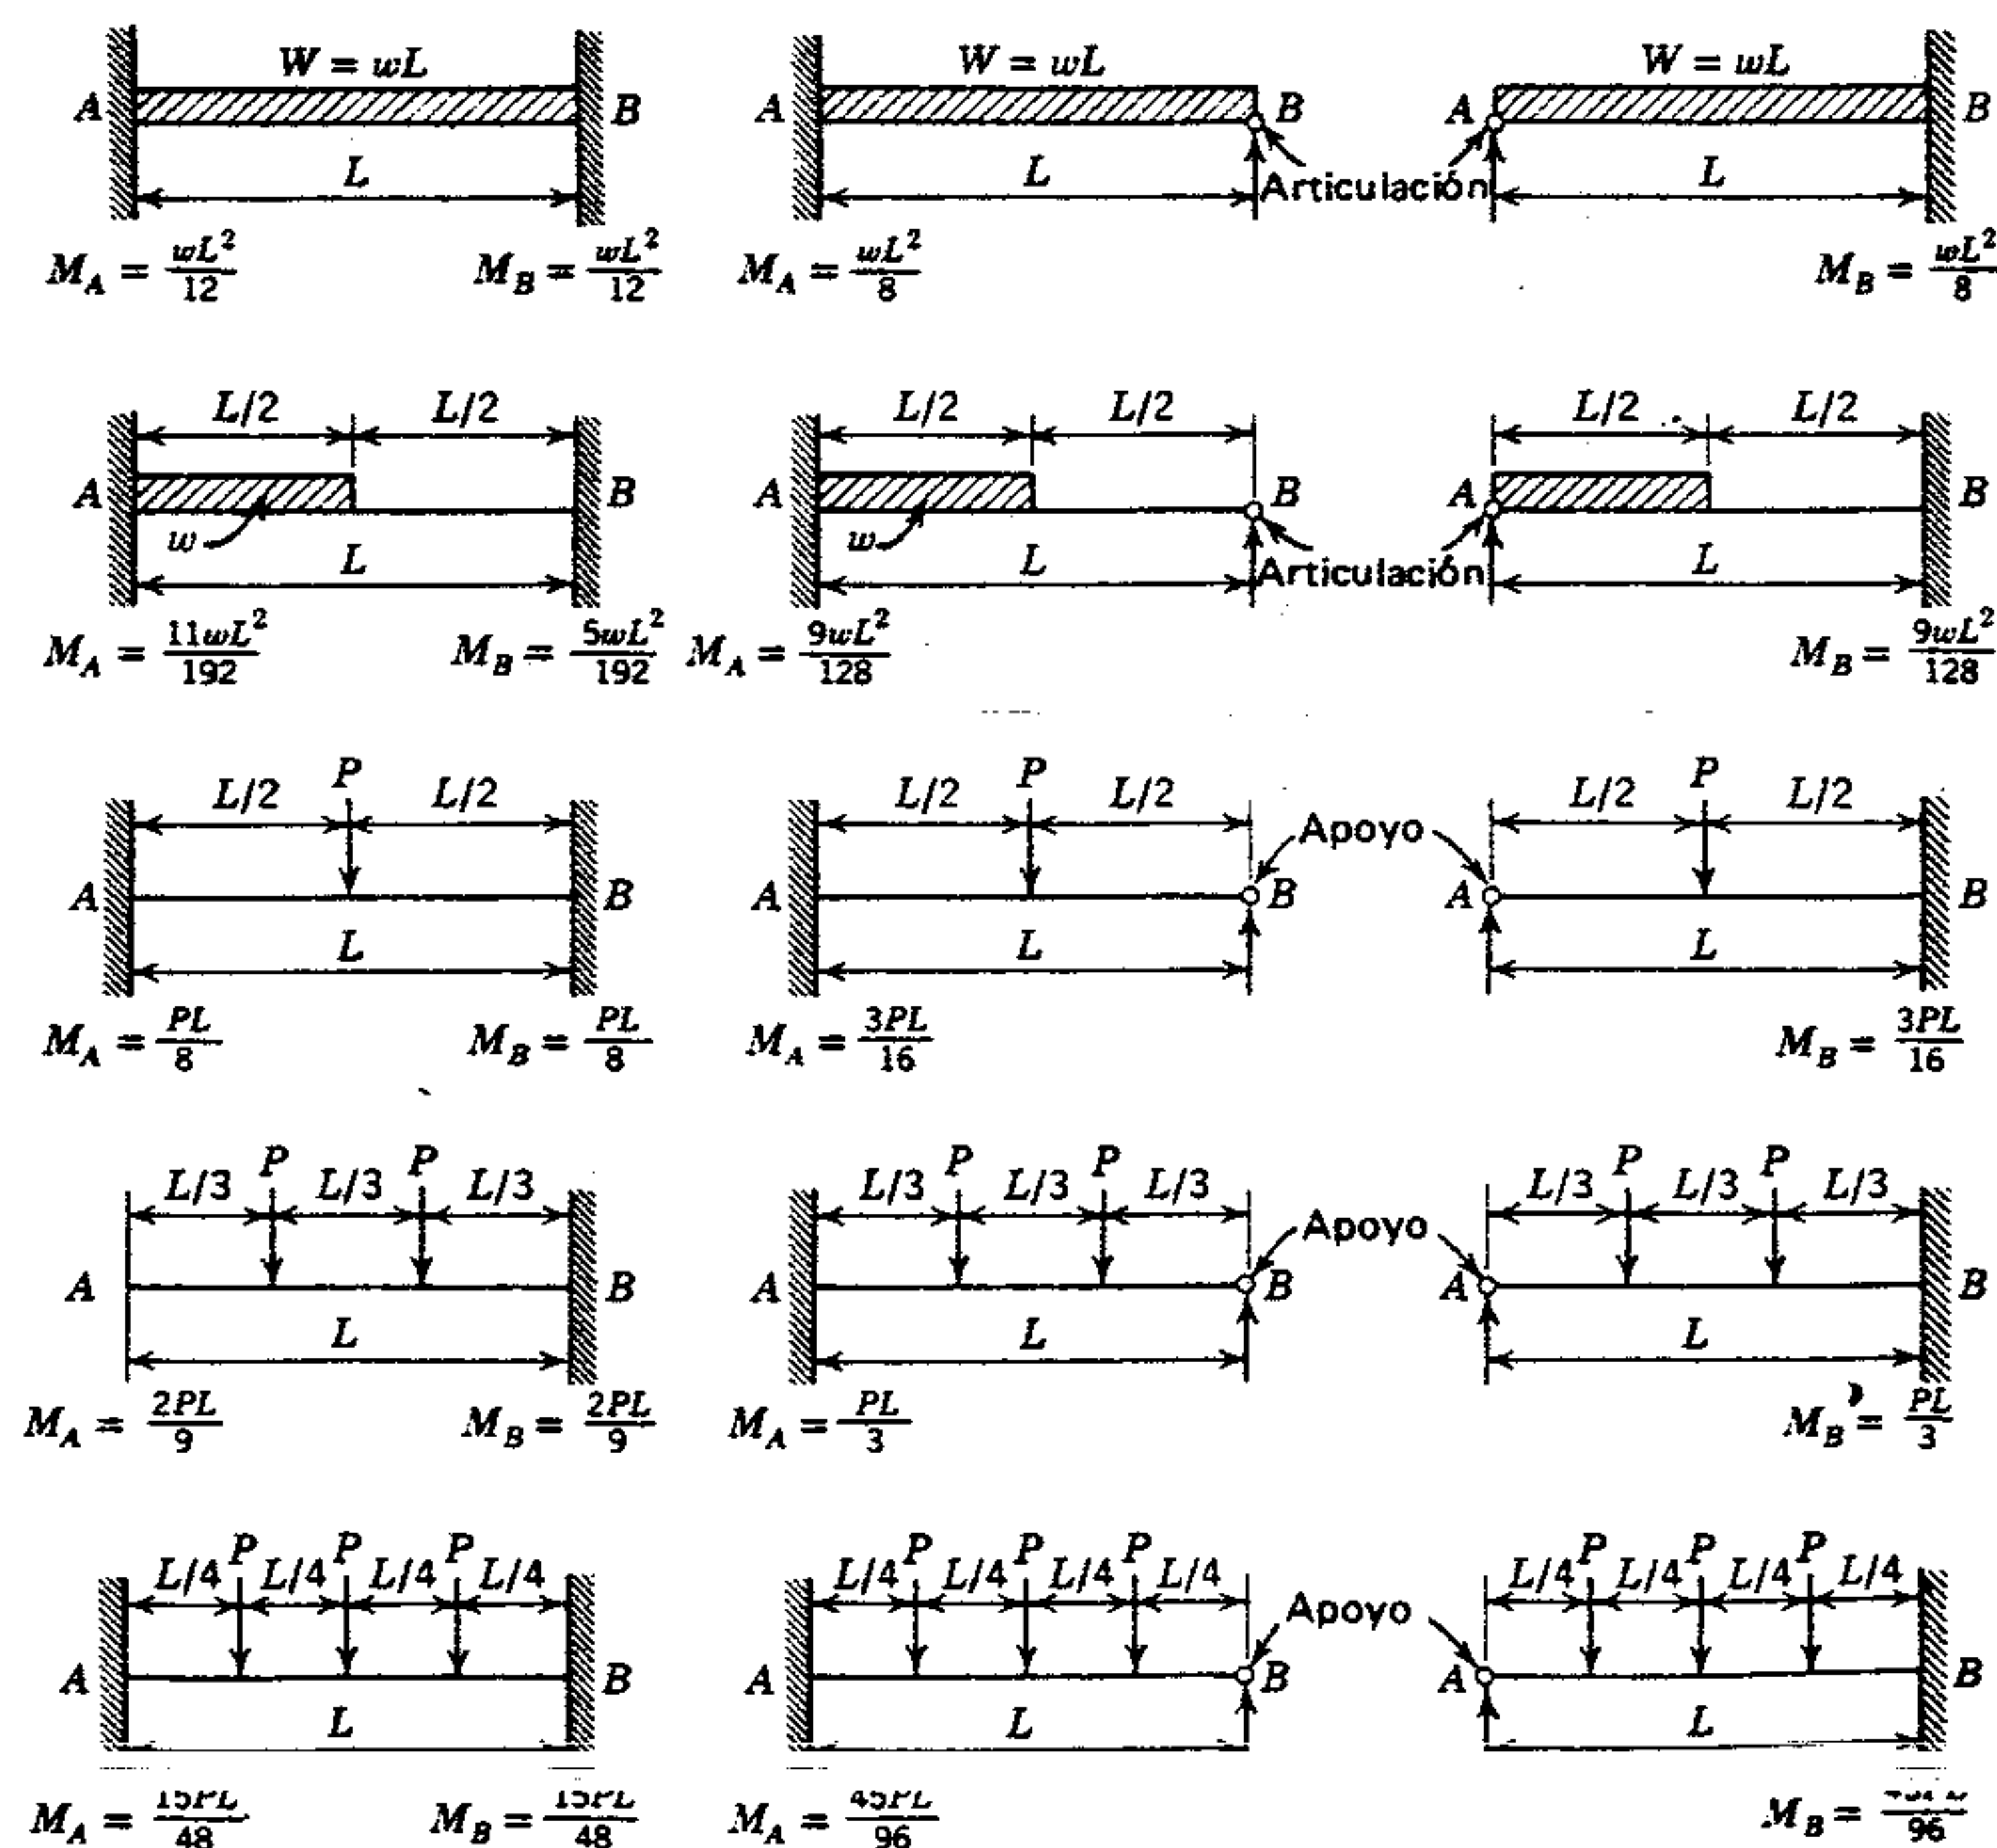 W = wL W = wL W = wL
A B A B A B
L Articulación L
L
M_A = wL²/12 M_B = wL²/12 M_A = wL²/8 M_B = wL²/8
L/2 L/2 L/2 L/2 L/2 L/2
A B A B A B
w w
L L Articulación L
M_A = 11wL²/192 M_B = 5wL²/192 M_A = 9wL²/128 M_B = 9wL²/128
P P P
L/2 L/2 L/2 L/2 L/2 L/2
Apoyo
A B A B A B
L L L
M_A = PL/8 M_B = PL/8 M_A = 3PL/16 M_B = 3PL/16
P P P P P P
L/3 L/3 L/3 L/3 L/3 L/3 L/3 L/3 L/3
Apoyo
A B A B A B
L L L
M_A = 2PL/9 M_B = 2PL/9 M_A = PL/3 M_B = PL/3
P P P P P P P P P
L/4 L/4 L/4 L/4 L/4 L/4 L/4 L/4 L/4 L/4 L/4 L/4
Apoyo
A B A B A B
L L L
M_A = 15PL/48 M_B = 15PL/48 M_A = 45PL/96 M_B = /96